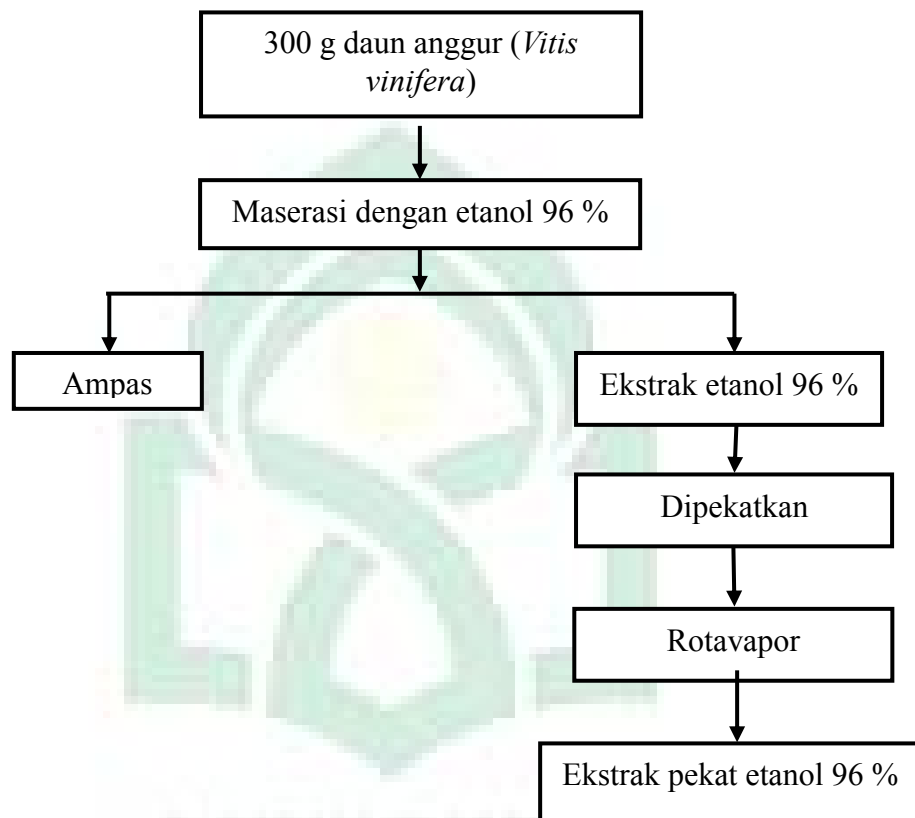 300 g daun anggur (Vitis
vinifera)
Maserasi dengan etanol 96 %
Ampas
Ekstrak etanol 96 %
Dipekatkan
Rotavapor
Ekstrak pekat etanol 96 %